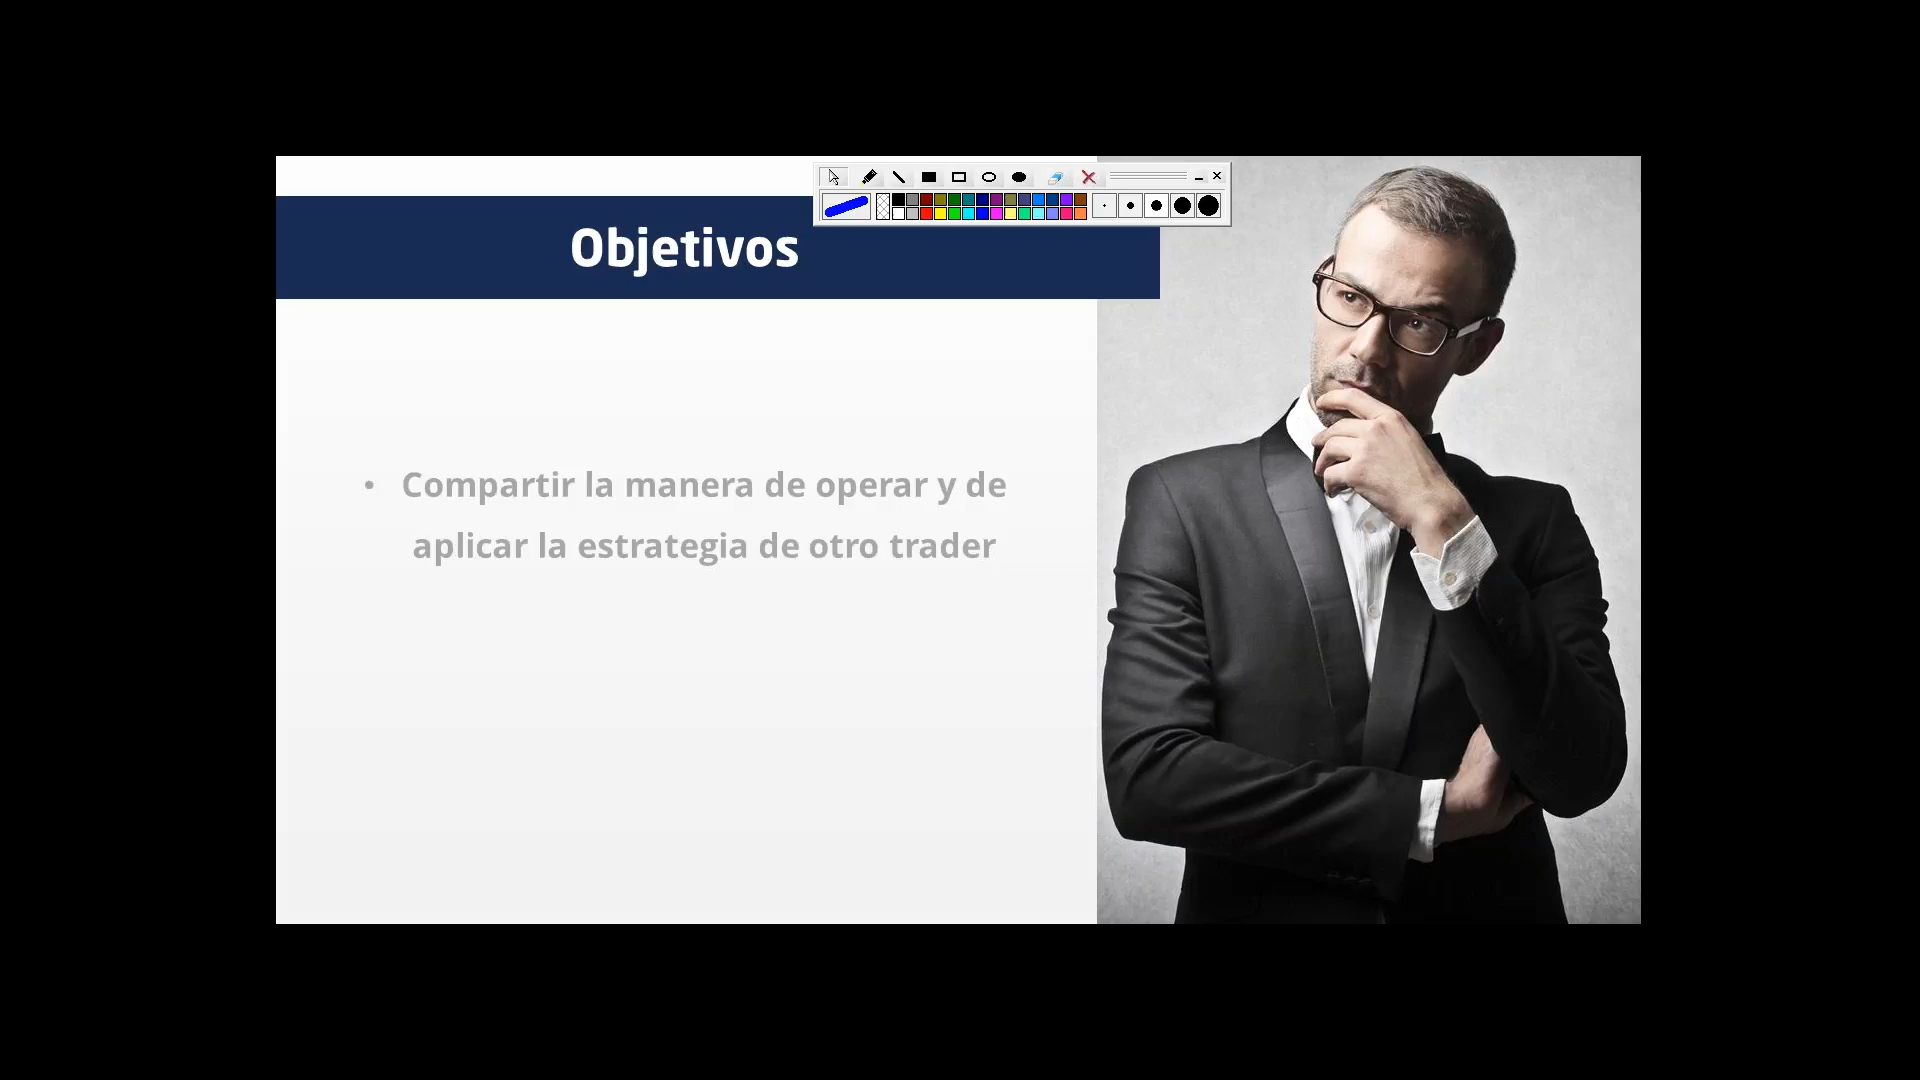 Objetivos
• Compartir la manera de operar y de
aplicar la estrategia de otro trader